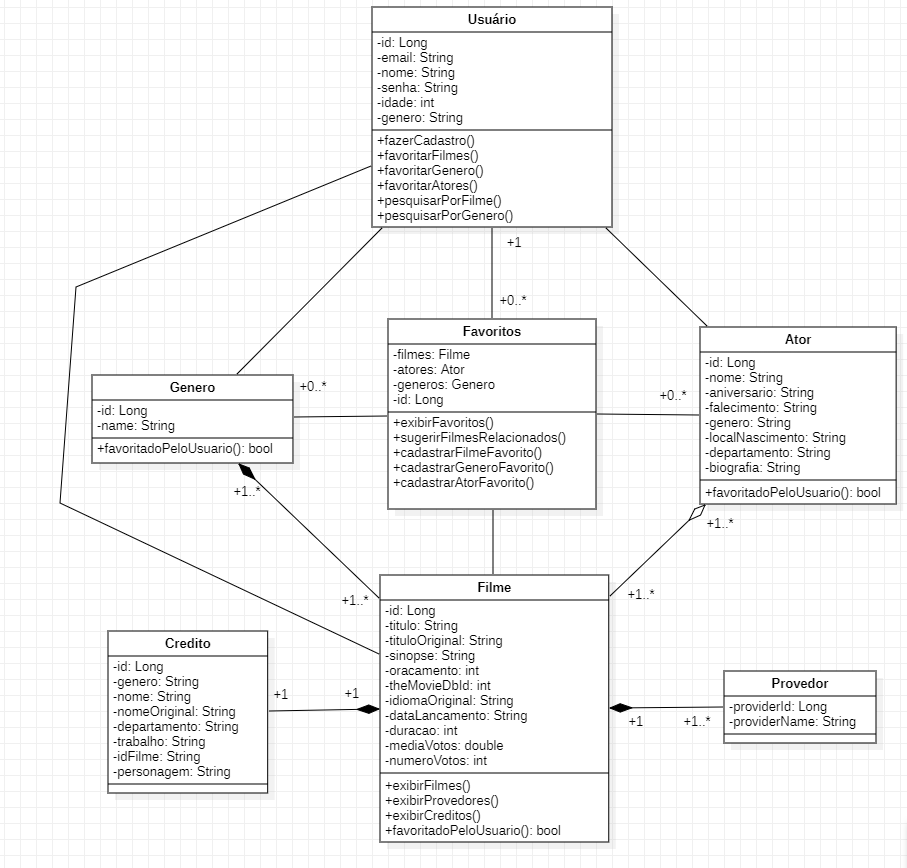 Usuário
-id: Long
-email: String
-nome: String
-senha: String
-idade: int
-genero: String
+fazerCadastro()
+favoritarFilmes()
+favoritarGenero()
+favoritarAtores()
+pesquisarPorFilme()
+pesquisarPorGenero()
+1
+0..*
Favoritos
-filmes: Filme
-atores: Ator
-generos: Genero
-id: Long
+exibirFavoritos()
+sugerirFilmesRelacionados()
+cadastrarFilmeFavorito()
+cadastrarGeneroFavorito()
+cadastrarAtorFavorito()
Genero
-id: Long
-name: String
+favoritadoPeloUsuario(): bool
+0..*
+1..*
+1..*
Ator
-id: Long
-nome: String
-aniversario: String
-falecimento: String
-genero: String
-localNascimento: String
-departamento: String
-biografia: String
+favoritadoPeloUsuario(): bool
+0..*
+1..*
+1..*
Filme
-id: Long
-titulo: String
-tituloOriginal: String
-sinopse: String
-oracamento: int
-theMovieDbId: int
-idiomaOriginal: String
-dataLancamento: String
-duracao: int
-mediaVotos: double
-numeroVotos: int
+exibirFilmes()
+exibirProvedores()
+exibirCreditos()
+favoritadoPeloUsuario(): bool
Credito
-id: Long
-genero: String
-nome: String
-nomeOriginal: String
-departamento: String
-trabalho: String
-idFilme: String
-personagem: String
+1
+1
Provedor
-providerId: Long
-providerName: String
+1
+1..*